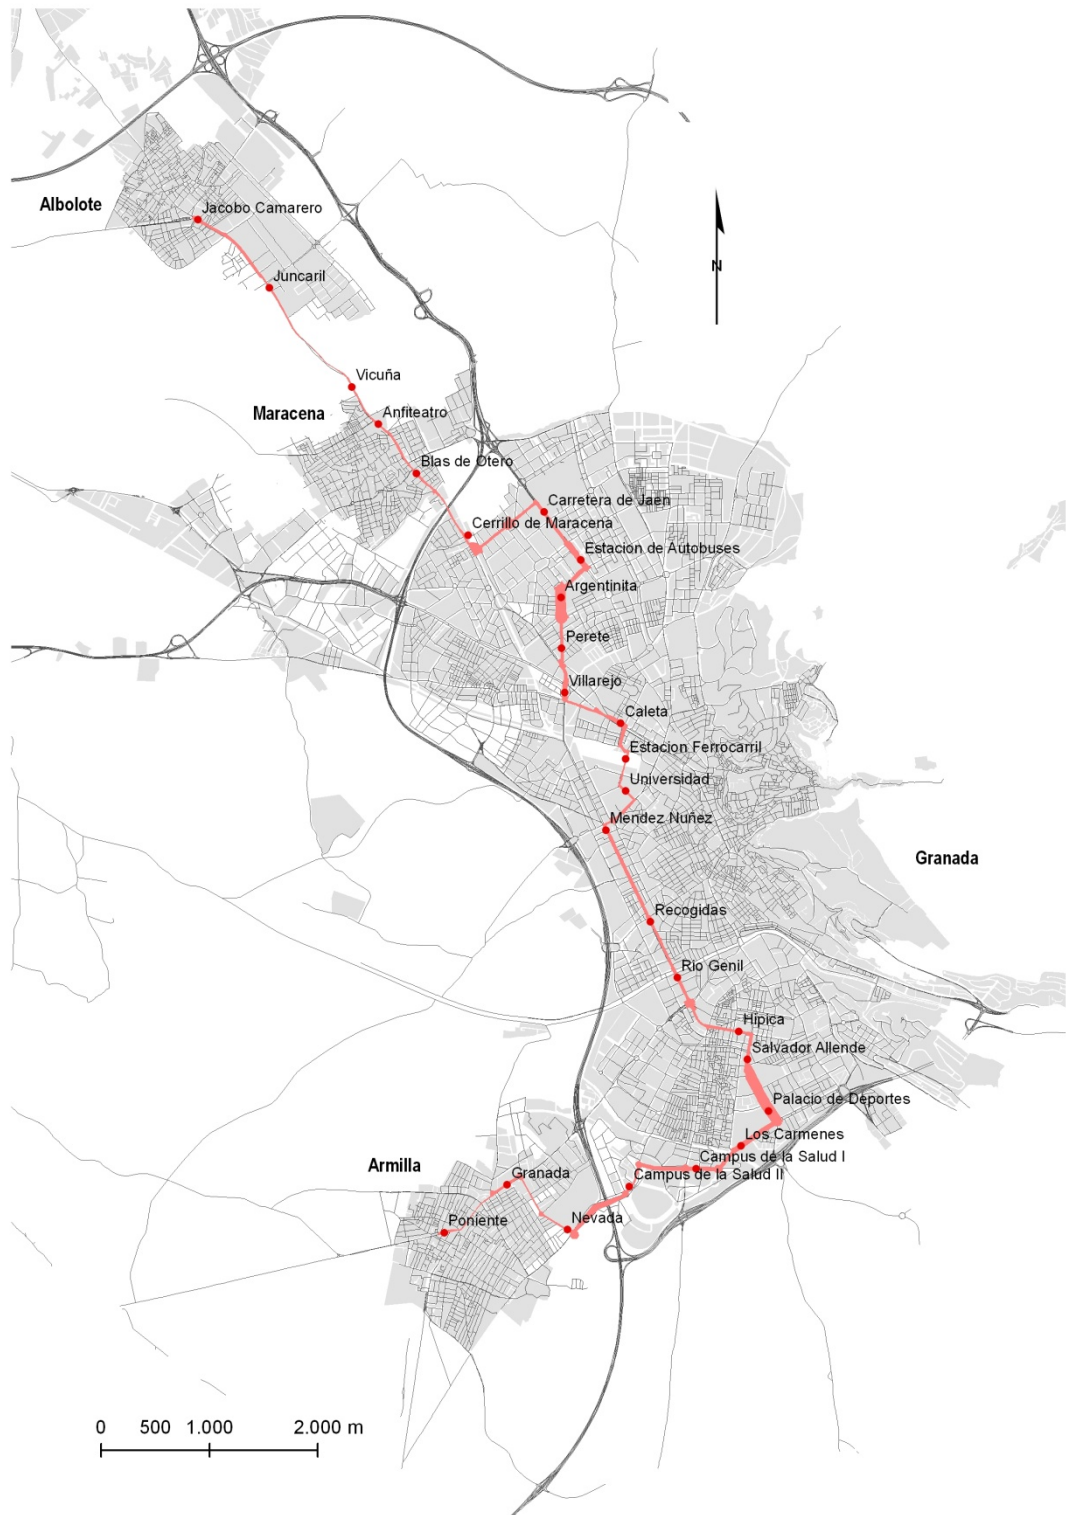 Albolote
Jacobo Camarero
N
Juncaril
Vicuña
Maracena
Anfiteatro
Blas de Otero
Carretera de Jaen
Cerrillo de Maracena
Estacion de Autobuses
Argentinita
Perete
Villarejo
Caleta
Estacion Ferrocarril
Universidad
Mendez Nuñez
Granada
Recogidas
Rio Genil
Hipica
Salvador Allende
Palacio de Deportes
Los Carmenes
Campus de la Salud I
Armilla
Granada
Campus de la Salud II
Poniente
Nevada
0 500 1.000 2.000 m